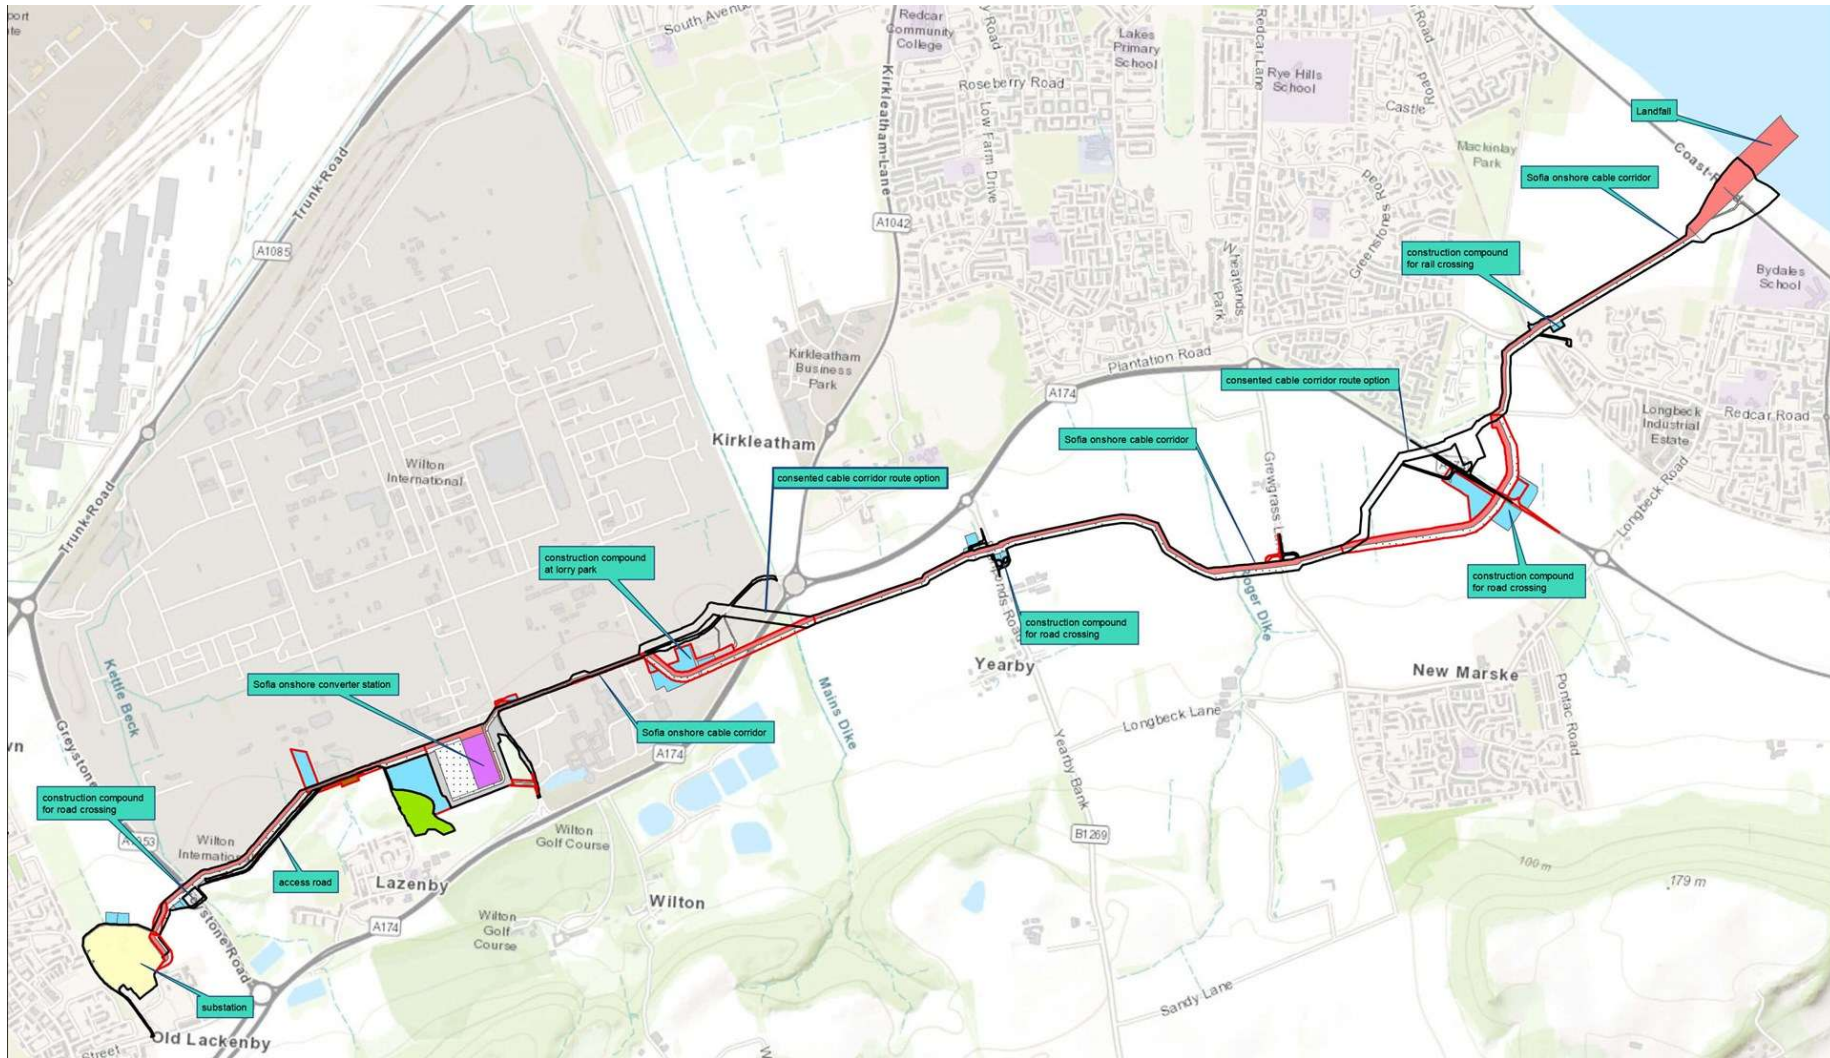 South Avenue
Redcar
Community
College
Lakes
Primary
School
Redcar Lane
Rye Hills
School
Roseberry Road
Low Farm Drive
Castle
Road
Road
Landfall
Mackinlay
Park
Coast Road
Sofia onshore cable corridor
Kirkleatham-Lane
A1042
Trunk-Road
A1085
Greenstones Road
Wheatlands
Park
construction compound
for rail crossing
Bydales
School
Kirkleatham
Business
Park
Plantation Road
A174
consented cable corridor route option
Longbeck
Industrial
Estate
Redcar Road
Kirkleatham
Sofia onshore cable corridor
Wilton
International
consented cable corridor route option
Grewgrass
Longbeck Road
Trunk-Road
construction compound
at lorry park
construction compound
for road crossing
construction compound
for road crossing
Yearby
New Marske
Mains Dike
Kettle Beck
Sofia onshore converter station
Sofia onshore cable corridor
Longbeck Lane
Pontac Road
A174
Yearby Bank
construction compound
for road crossing
Wilton
International
Wilton
Golf Course
B1269
access road
Lazenby
100 m
179 m
Wilton
Wilton
Golf
Course
A174
substation
Sandy Lane
Old Lackenby
Street